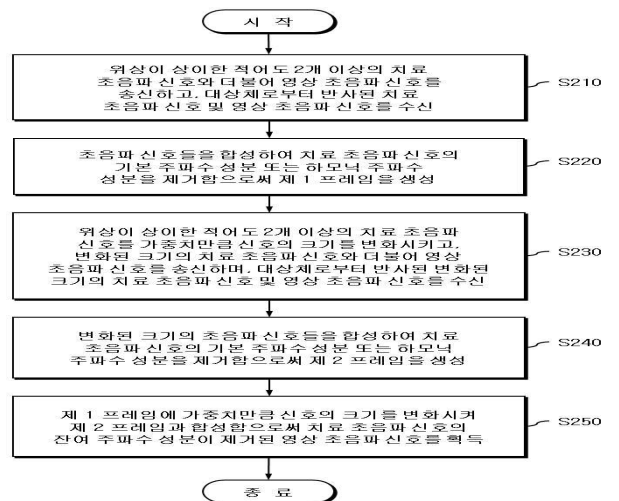 시 작
위상이 상이한 적어도 2개 이상의 치료
초음파 신호와 더불어 영상 초음파 신호를
송신하고, 대상체로부터 반사된 치료
초음파 신호 및 영상 초음파 신호를 수신
S210
초음파 신호들을 합성하여 치료 초음파 신호의
기본 주파수 성분 또는 하모닉 주파수
성분을 제거함으로써 제 1 프레임을 생성
S220
위상이 상이한 적어도 2개 이상의 치료 초음파
신호를 가중치만큼 신호의 크기를 변화시키고,
변화된 크기의 치료 초음파 신호와 더불어 영상
초음파 신호를 송신하며, 대상체로부터 반사된 변화된
크기의 치료 초음파 신호 및 영상 초음파 신호를 수신
S230
변화된 크기의 초음파 신호들을 합성하여 치료
초음파 신호의 기본 주파수 성분 또는 하모닉
주파수 성분을 제거함으로써 제 2 프레임을 생성
S240
제 1 프레임에 가중치만큼 신호의 크기를 변화시켜
제 2 프레임과 합성함으로써 치료 초음파 신호의
잔여 주파수 성분이 제거된 영상 초음파 신호를 획득
S250
종 료